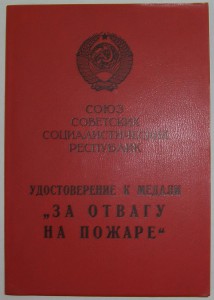 СОЮЗ
СОВЕТСКИХ
СОЦИАЛИСТИЧЕСКИХ
РЕСПУБЛИК
УДОСТОВЕРЕНИЕ К МЕДАЛИ
„ЗА ОТВАГУ
НА ПОЖАРЕ“